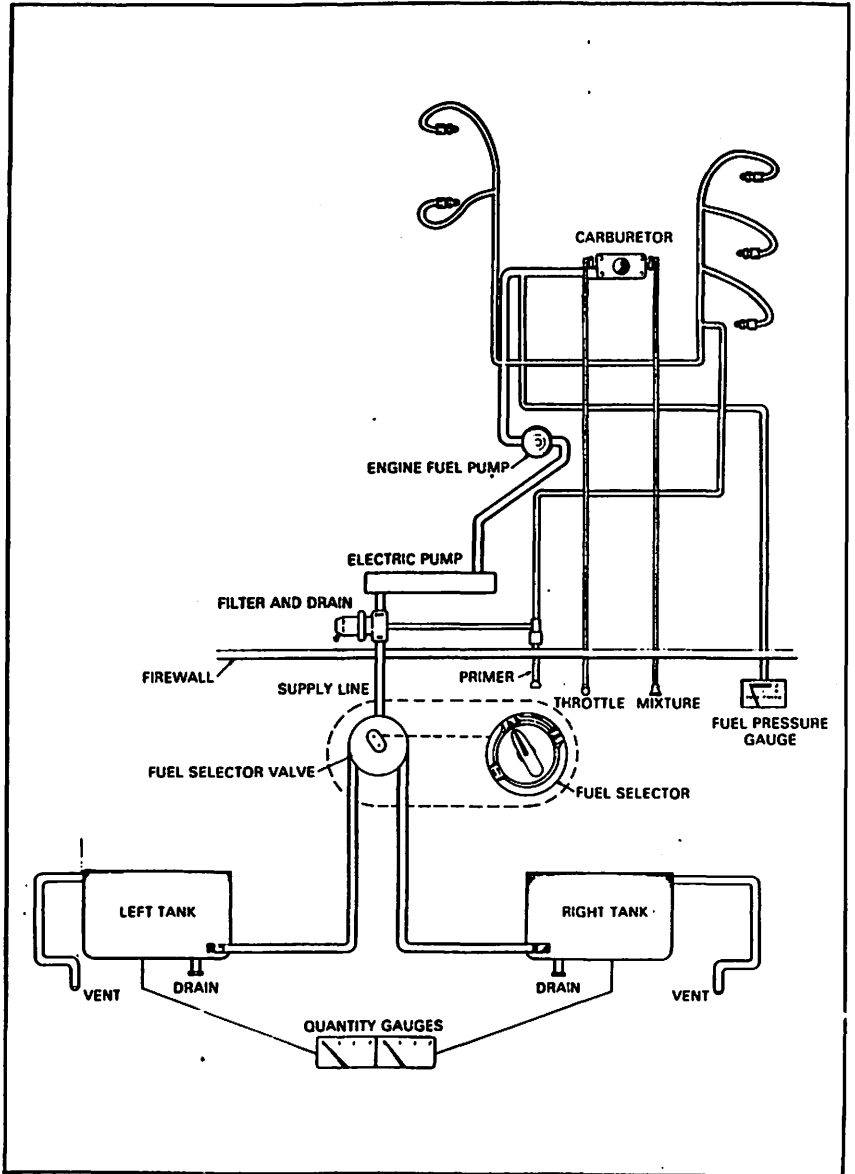 CARBURETOR
ENGINE FUEL PUMP
ELECTRIC PUMP
FILTER AND DRAIN
FIREWALL
SUPPLY LINE
PRIMER
THROTTLE
MIXTURE
FUEL PRESSURE
GAUGE
FUEL SELECTOR VALVE
FUEL SELECTOR
LEFT TANK
RIGHT TANK
VENT
DRAIN
DRAIN
VENT
QUANTITY GAUGES